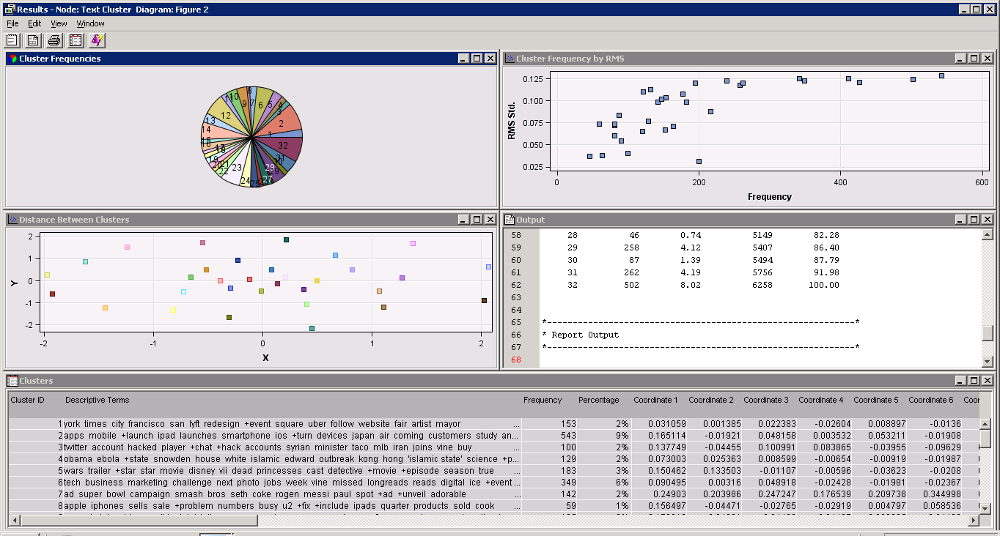 Results - Node: Text Cluster  Diagram: Figure 2
File Edit View Window
Cluster Frequencies
8
10
9
7
6
5
4
3
2
1
12
13
14
32
31
30
29
28
27
24
23
22
20 21
19
Cluster Frequency by RMS
RMS Std.
0.125
0.100
0.075
0.050
0.025
0 200 400 600
Frequency
Distance Between Clusters
Y
2
1
0
-1
-2
-2 -1 0 1 2
X
Output
58 28 46 0.74 5149 82.28
59 29 258 4.12 5407 86.40
60 30 87 1.39 5494 87.79
61 31 262 4.19 5756 91.98
62 32 502 8.02 6258 100.00
63
64
65 *------------------------------------------------------------*
66 * Report Output
67 *------------------------------------------------------------*
68
Clusters
Cluster ID Descriptive Terms Frequency Percentage Coordinate 1 Coordinate 2 Coordinate 3 Coordinate 4 Coordinate 5 Coordinate 6 Coor
1 york times city francisco san lyft redesign +event square uber follow website fair artist mayor ... 153 2% 0.031059 0.001385 0.022383 -0.02604 0.008897 -0.0136
2 apps mobile +launch ipad launches smartphone ios +turn devices japan air coming customers study an... 543 9% 0.165114 -0.01921 0.048158 0.003532 0.053211 -0.01908
3 twitter account hacked player +chat +hack accounts syrian minister taco mlb iran joins vine buy 100 2% 0.137749 -0.04455 0.100991 0.083865 -0.03955 -0.09629
4 obama ebola +state snowden house white islamic edward outbreak kong hong 'islamic state' science +p... 129 2% 0.073003 0.025363 0.008599 -0.00654 -0.00919 -0.01987
5 wars trailer +star star movie disney vii dead princesses cast detective +movie +episode season true ... 183 3% 0.150462 0.133503 -0.01107 -0.00596 -0.03623 -0.0208
6 tech business marketing challenge next photo jobs week vine missed longreads reads digital ice +event ... 349 6% 0.090495 0.00316 0.048918 -0.02428 -0.01981 -0.02367
7 ad super bowl campaign smash bros seth coke rogen messi paul spot +ad +unveil adorable ... 142 2% 0.24903 0.203986 0.247247 0.176539 0.209738 0.344998
8 apple iphones sells sale +problem numbers busy u2 +fix +include ipads quarter products sold cook ... 59 1% 0.156497 -0.04471 -0.02765 -0.02919 0.004797 0.058536